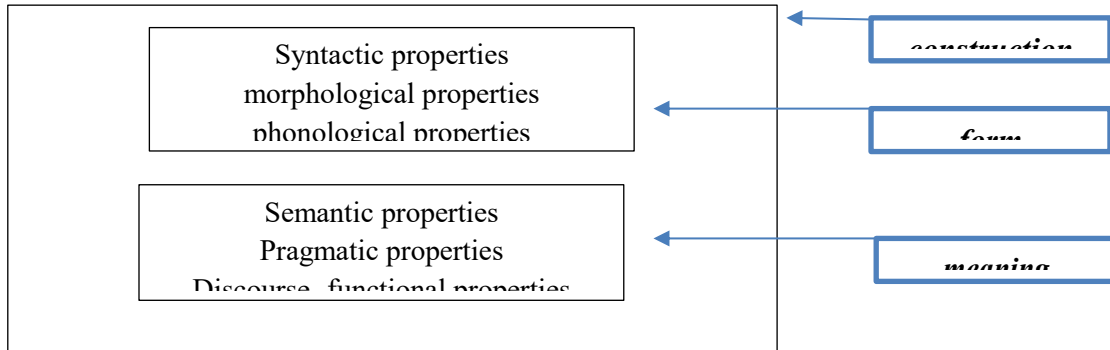 construction
Syntactic properties
morphological properties
phonological properties
form
Semantic properties
Pragmatic properties
Discourse- functional properties
meaning